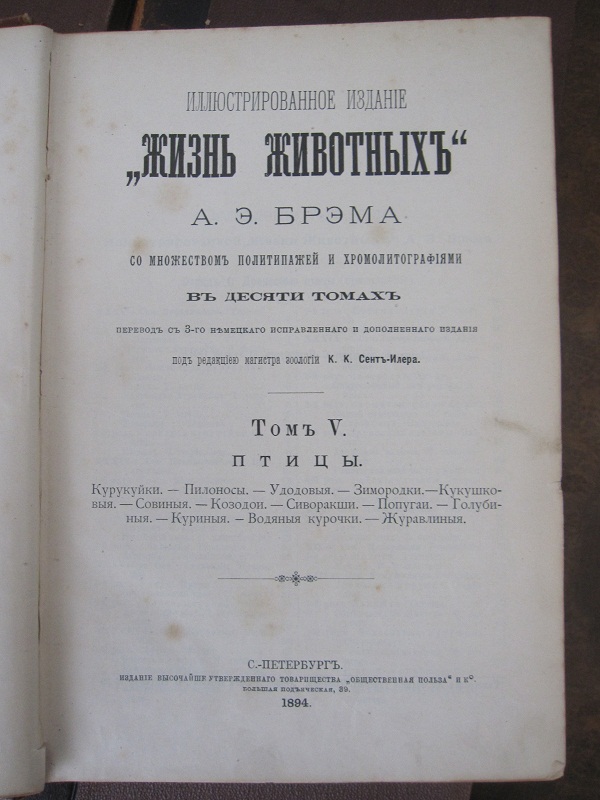 ИЛЛЮСТРИРОВАННОЕ ИЗДАНІЕ
„ЖИЗНЬ ЖИВОТНЫХЪ“
А. Э. БРЭМА
СО МНОЖЕСТВОМЪ ПОЛИТИПАЖЕЙ И ХРОМОЛИТОГРАФІЯМИ
ВЪ ДЕСЯТИ ТОМАХЪ
ПЕРЕВОДЪ СЪ 3-ГО НѢМЕЦКАГО ИСПРАВЛЕННАГО И ДОПОЛНЕННАГО ИЗДАНІЯ
подъ редакціею магистра зоологіи К. К. Сентъ-Илера.
Томъ V.
ПТИЦЫ.
Курукуйки. — Пилоносы. — Удодовыя. — Зимородки. — Кукушко-
выя. — Совиныя. — Козодои. — Сиворакши. — Попугаи. — Голуби-
ныя. — Куриныя. — Водяныя курочки. — Журавлиныя.
С.-ПЕТЕРБУРГЪ.
ИЗДАНІЕ ВЫСОЧАЙШЕ УТВЕРЖДЕННАГО ТОВАРИЩЕСТВА „ОБЩЕСТВЕННАЯ ПОЛЬЗА“ И Кº.
БОЛЬШАЯ ПОДЪЯЧЕСКАЯ, 39.
1894.